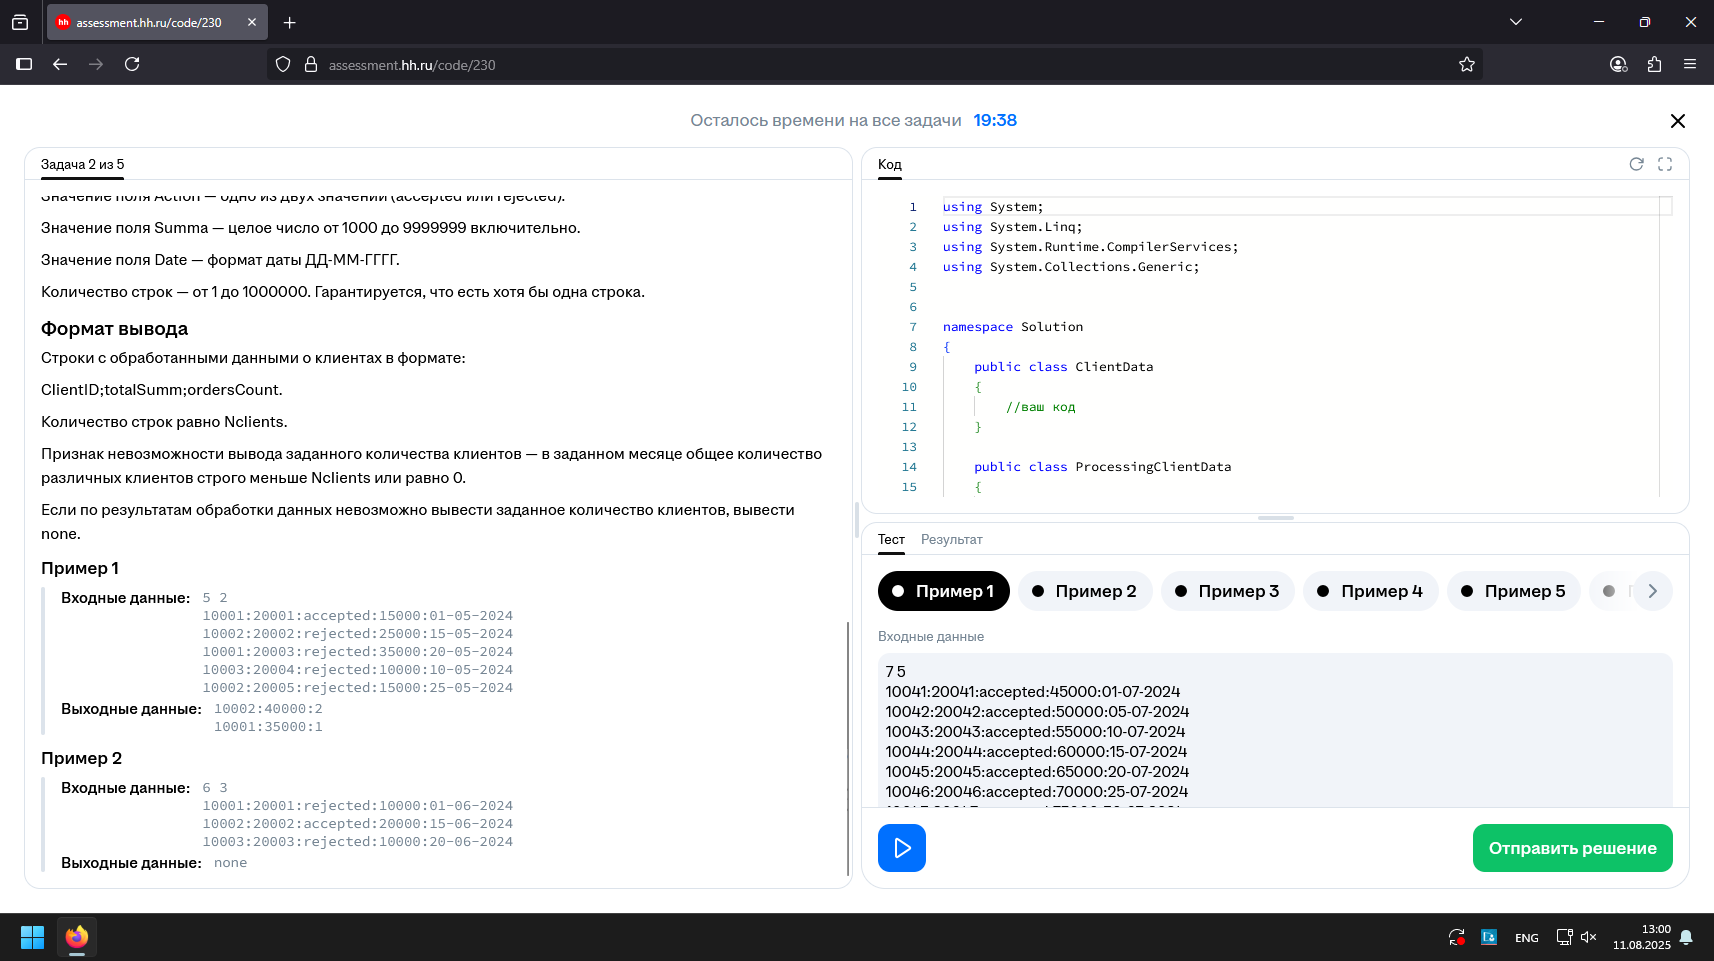 assessment.hh.ru/code/230
assessment.hh.ru/code/230
Осталось времени на все задачи 19:38
Задача 2 из 5
Значение поля Action — одно из двух значений (accepted или rejected).
Значение поля Summa — целое число от 1000 до 9999999 включительно.
Значение поля Date — формат даты ДД-ММ-ГГГГ.
Количество строк — от 1 до 1000000. Гарантируется, что есть хотя бы одна строка.
Формат вывода
Строки с обработанными данными о клиентах в формате:
ClientID;totalSumm;ordersCount.
Количество строк равно Nclients.
Признак невозможности вывода заданного количества клиентов — в заданном месяце общее количество
различных клиентов строго меньше Nclients или равно 0.
Если по результатам обработки данных невозможно вывести заданное количество клиентов, вывести
none.
Пример 1
Входные данные: 5 2
10001:20001:accepted:15000:01-05-2024
10002:20002:rejected:25000:15-05-2024
10001:20003:rejected:35000:20-05-2024
10003:20004:rejected:10000:10-05-2024
10002:20005:rejected:15000:25-05-2024
Выходные данные: 10002:40000:2
10001:35000:1
Пример 2
Входные данные: 6 3
10001:20001:rejected:10000:01-06-2024
10002:20002:accepted:20000:15-06-2024
10003:20003:rejected:10000:20-06-2024
Выходные данные: none
Код
1 using System;
2 using System.Linq;
3 using System.Runtime.CompilerServices;
4 using System.Collections.Generic;
5
6
7 namespace Solution
8 {
9 public class ClientData
10 {
11 //ваш код
12 }
13
14 public class ProcessingClientData
15 {
Тест Результат
Пример 1 Пример 2 Пример 3 Пример 4 Пример 5
Входные данные
7 5
10041:20041:accepted:45000:01-07-2024
10042:20042:accepted:50000:05-07-2024
10043:20043:accepted:55000:10-07-2024
10044:20044:accepted:60000:15-07-2024
10045:20045:accepted:65000:20-07-2024
10046:20046:accepted:70000:25-07-2024
Отправить решение
ENG
13:00
11.08.2025